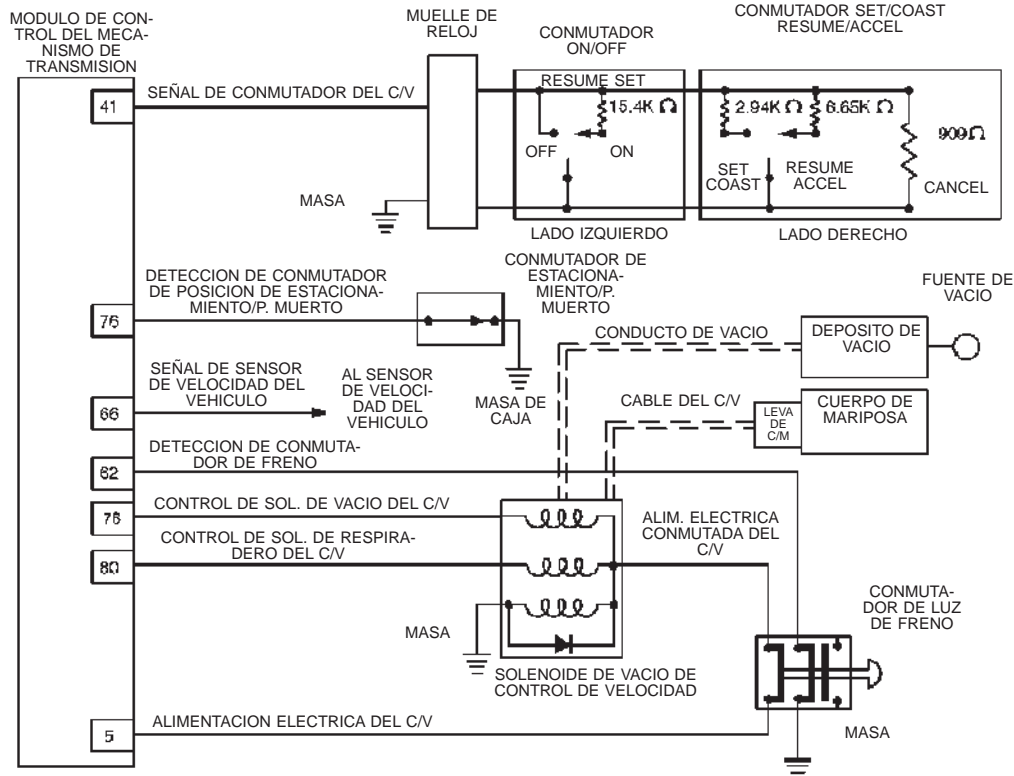 MODULO DE CON-
TROL DEL MECA-
NISMO DE
TRANSMISION
MUELLE DE
RELOJ
CONMUTADOR
ON/OFF
CONMUTADOR SET/COAST
RESUME/ACCEL
41
SEÑAL DE CONMUTADOR DEL C/V
RESUME SET
15.4K Ω
OFF
ON
2.94K Ω
6.65K Ω
909Ω
SET
COAST
RESUME
ACCEL
CANCEL
MASA
LADO IZQUIERDO
LADO DERECHO
76
DETECCION DE CONMUTADOR
DE POSICION DE ESTACIONA-
MIENTO/P. MUERTO
CONMUTADOR DE
ESTACIONA-
MIENTO/P.
MUERTO
MASA DE
CAJA
FUENTE DE
VACIO
CONDUCTO DE VACIO
DEPOSITO DE
VACIO
66
SEÑAL DE SENSOR
DE VELOCIDAD DEL
VEHICULO
AL SENSOR
DE VELOCI-
DAD DEL
VEHICULO
CABLE DEL C/V
LEVA
DE
C/M
CUERPO DE
MARIPOSA
62
DETECCION DE CONMUTA-
DOR DE FRENO
CONTROL DE SOL. DE VACIO DEL C/V
80
CONTROL DE SOL. DE RESPIRA-
DERO DEL C/V
ALIM. ELECTRICA
CONMUTADA DEL
C/V
MASA
SOLENOIDE DE VACIO DE
CONTROL DE VELOCIDAD
CONMUTA-
DOR DE LUZ
DE FRENO
MASA
5
ALIMENTACION ELECTRICA DEL C/V